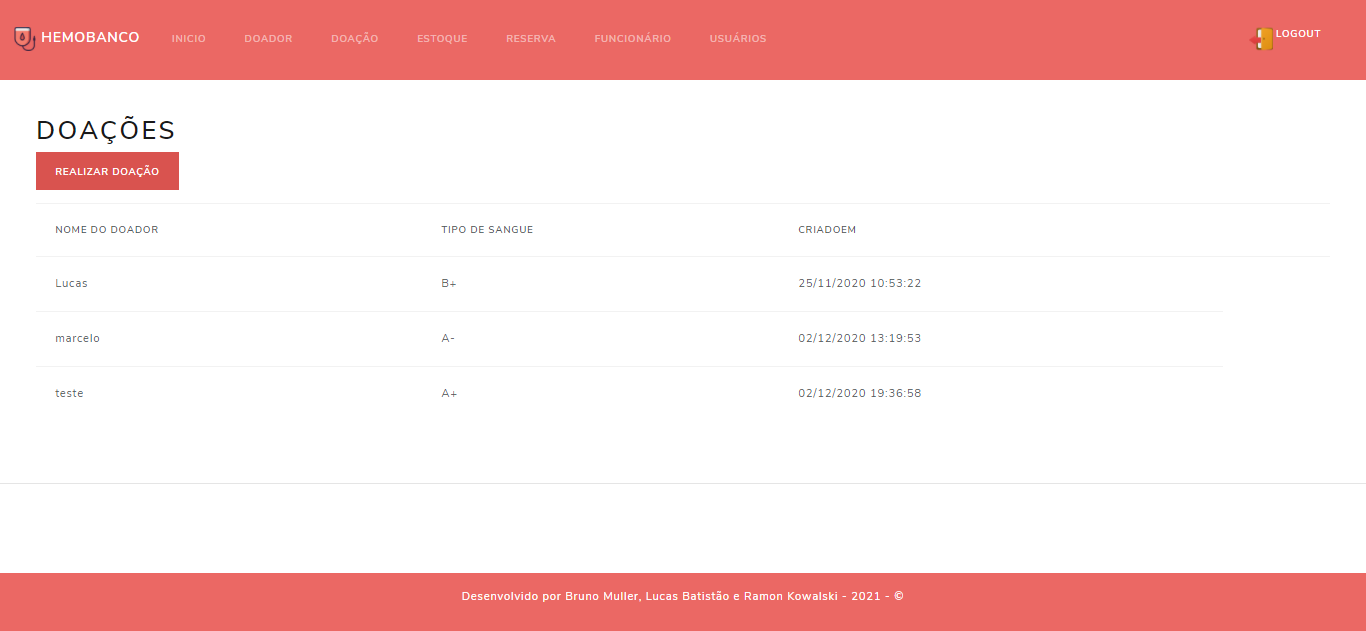 HEMOBANCO INICIO DOADOR DOAÇÃO ESTOQUE RESERVA FUNCIONÁRIO USUÁRIOS LOGOUT
DOAÇÕES
REALIZAR DOAÇÃO
NOME DO DOADOR TIPO DE SANGUE CRIADOEM
Lucas B+ 25/11/2020 10:53:22
marcelo A- 02/12/2020 13:19:53
teste A+ 02/12/2020 19:36:58
Desenvolvido por Bruno Muller, Lucas Batistão e Ramon Kowalski - 2021 - ©